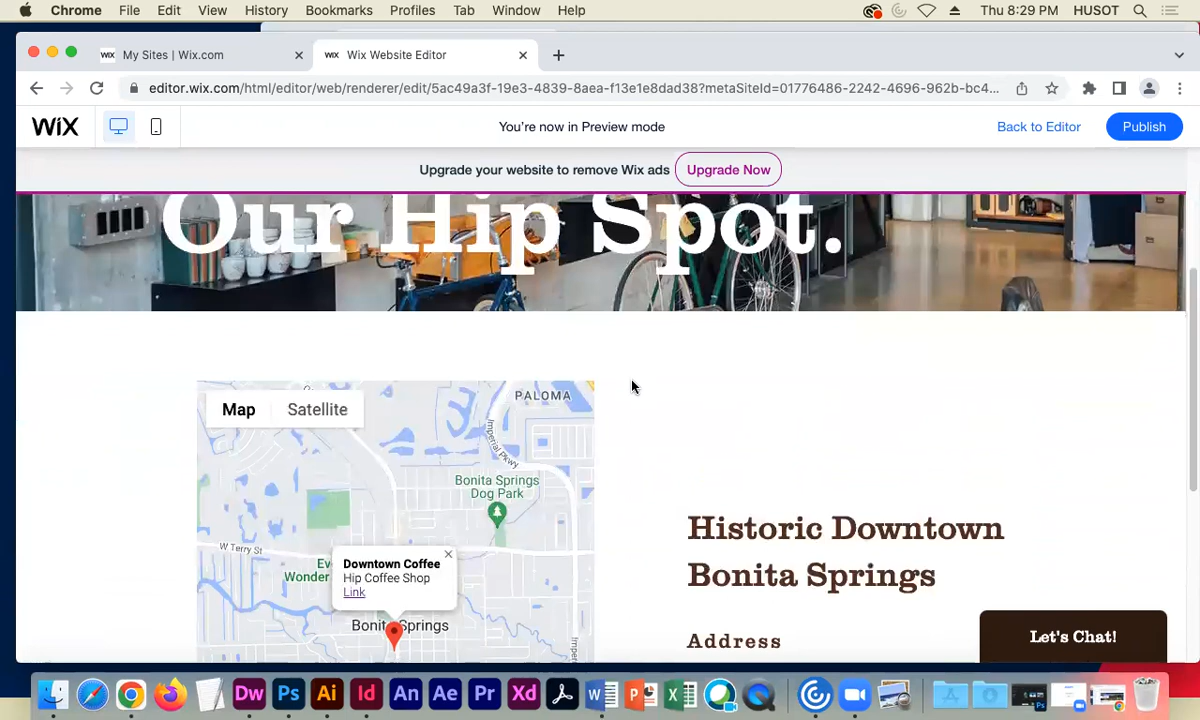 Chrome File Edit View History Bookmarks Profiles Tab Window Help Thu 8:29 PM HUSOT
WiX My Sites | Wix.com WiX Wix Website Editor
editor.wix.com/html/editor/web/renderer/edit/5ac49a3f-19e3-4839-8aea-f13e1e8dad38?metaSiteId=01776486-2242-4696-962b-bc4...
WiX You're now in Preview mode Back to Editor Publish
Upgrade your website to remove Wix ads Upgrade Now
Our Hip Spot.
Map Satellite
PALOMA
Imperial Pkwy
Bonita Springs
Dog Park
W Terry St
Wonder
Downtown Coffee
Hip Coffee Shop
Link
Bonita Springs
Historic Downtown
Bonita Springs
Address
Let's Chat!
Dw Ps Ai Id An Ae Pr Xd W P X